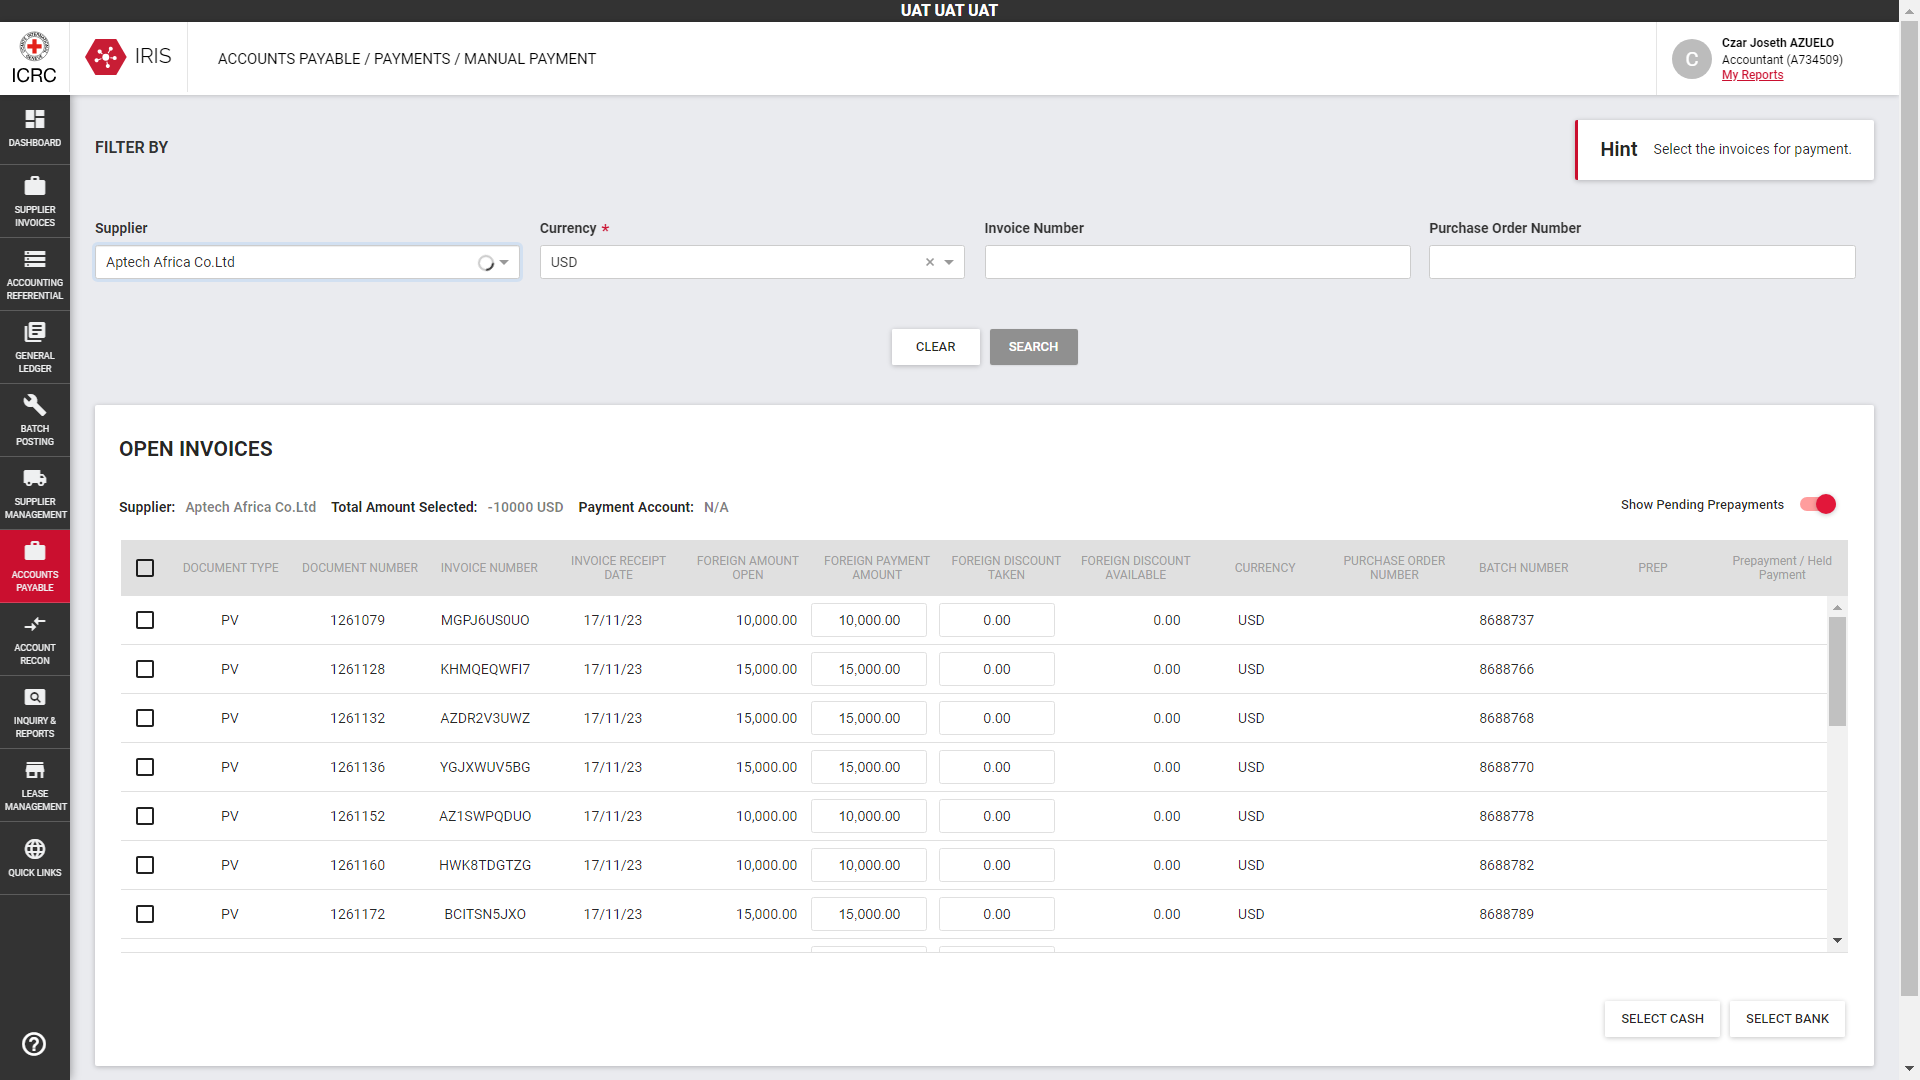 UAT UAT UAT
ICRC
IRIS
ACCOUNTS PAYABLE / PAYMENTS / MANUAL PAYMENT
C
Czar Joseth AZUELO
Accountant (A734509)
My Reports
DASHBOARD
SUPPLIER
INVOICES
ACCOUNTING
REFERENTIAL
GENERAL
LEDGER
BATCH
POSTING
SUPPLIER
MANAGEMENT
ACCOUNTS
PAYABLE
ACCOUNT
RECON
INQUIRY &
REPORTS
LEASE
MANAGEMENT
QUICK LINKS
FILTER BY
Hint Select the invoices for payment.
Supplier Currency * Invoice Number Purchase Order Number
Aptech Africa Co.Ltd USD
CLEAR SEARCH
OPEN INVOICES
Supplier: Aptech Africa Co.Ltd Total Amount Selected: -10000 USD Payment Account: N/A
Show Pending Prepayments
DOCUMENT TYPE DOCUMENT NUMBER INVOICE NUMBER INVOICE RECEIPT DATE FOREIGN AMOUNT OPEN FOREIGN PAYMENT AMOUNT FOREIGN DISCOUNT TAKEN FOREIGN DISCOUNT AVAILABLE CURRENCY PURCHASE ORDER NUMBER BATCH NUMBER PREP Prepayment / Held Payment
PV 1261079 MGPJ6US0UO 17/11/23 10,000.00 10,000.00 0.00 0.00 USD 8688737
PV 1261128 KHMQEQWFI7 17/11/23 15,000.00 15,000.00 0.00 0.00 USD 8688766
PV 1261132 AZDR2V3UWZ 17/11/23 15,000.00 15,000.00 0.00 0.00 USD 8688768
PV 1261136 YGJXWUV5BG 17/11/23 15,000.00 15,000.00 0.00 0.00 USD 8688770
PV 1261152 AZ1SWPQDUO 17/11/23 10,000.00 10,000.00 0.00 0.00 USD 8688778
PV 1261160 HWK8TDGTZG 17/11/23 10,000.00 10,000.00 0.00 0.00 USD 8688782
PV 1261172 BCITSN5JXO 17/11/23 15,000.00 15,000.00 0.00 0.00 USD 8688789
SELECT CASH SELECT BANK